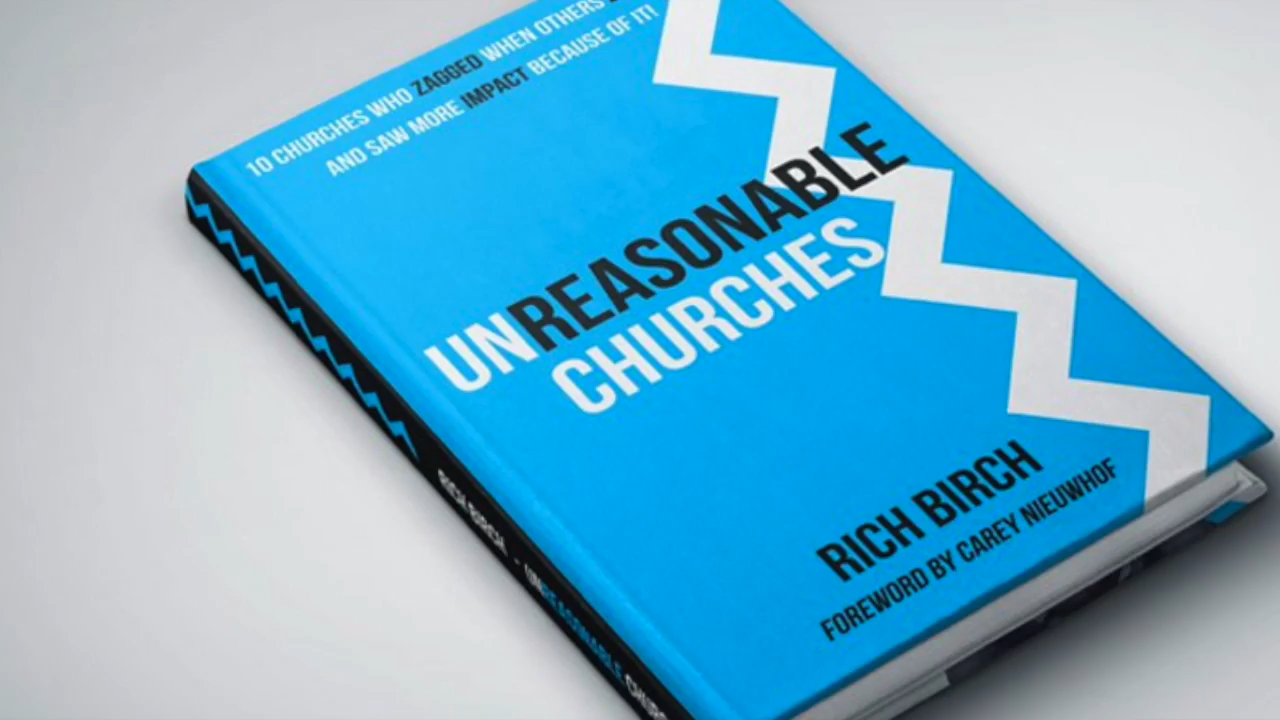 10 CHURCHES WHO ZAGGED WHEN OTHERS
AND SAW MORE IMPACT BECAUSE OF IT!
UNREASONABLE
CHURCHES
RICH BIRCH
FOREWORD BY CAREY NIEUWHOF
RICH BIRCH - UNREASONABLE